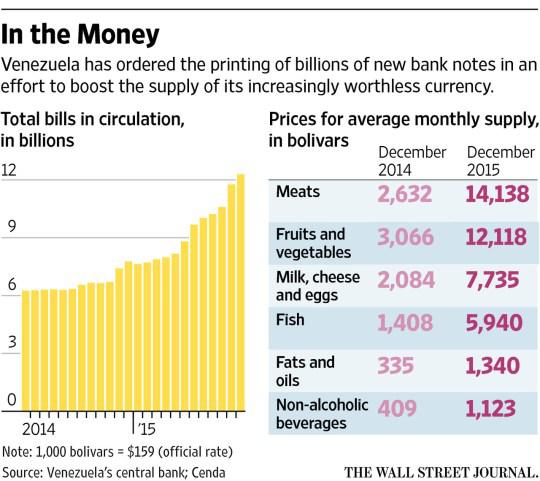 In the Money
Venezuela has ordered the printing of billions of new bank notes in an
effort to boost the supply of its increasingly worthless currency.
Total bills in circulation,
in billions
12
9
6
3
0
2014
'15
Prices for average monthly supply,
in bolivars
December
2014
December
2015
Meats 2,632 14,138
Fruits and
vegetables 3,066 12,118
Milk, cheese
and eggs 2,084 7,735
Fish 1,408 5,940
Fats and
oils 335 1,340
Non-alcoholic
beverages 409 1,123
Note: 1,000 bolivars = $159 (official rate)
Source: Venezuela's central bank; Cenda
THE WALL STREET JOURNAL.